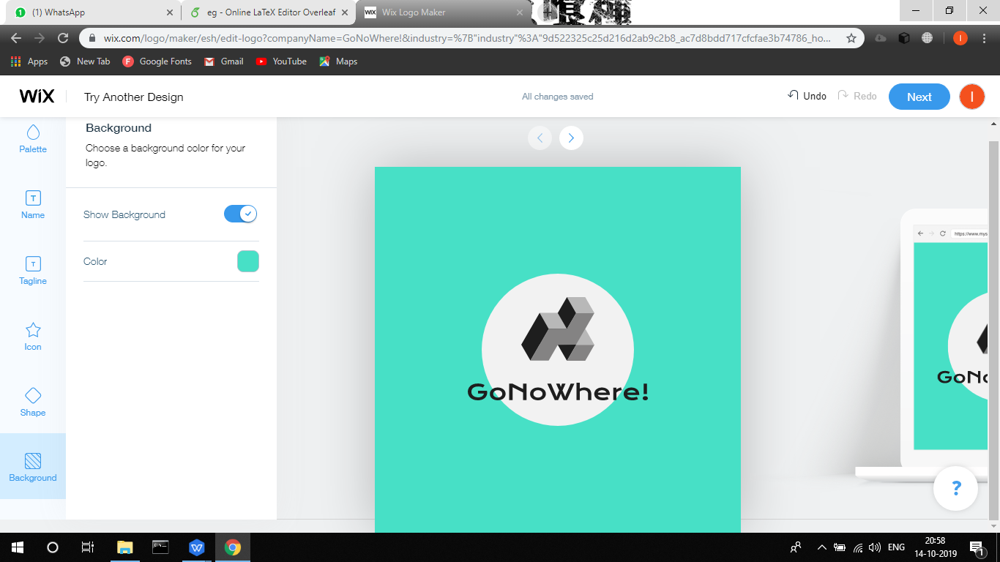 (1) WhatsApp
eg - Online LaTeX Editor Overleaf
WiX Wix Logo Maker
wix.com/logo/maker/esh/edit-logo?companyName=GoNoWhere!&industry=%7B"industry"%3A"9d522325c25d216d2ab9c2b8_ac7d8bdd717cfcfae3b74786_ho...
I
Apps
New Tab
F Google Fonts
Gmail
YouTube
Maps
WiX
Try Another Design
All changes saved
Undo
Redo
Next
I
Palette
Name
Tagline
Icon
Shape
Background
Background
Choose a background color for your
logo.
Show Background
Color
GoNoWhere!
https://www.mys
GoNo
?
ENG
20:58
14-10-2019
1